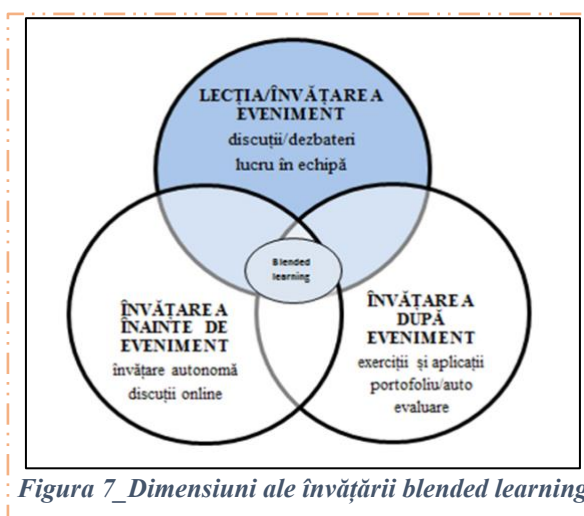 LECȚIA/ÎNVĂȚAREA
EVENIMENT
discuții/dezbateri
lucru în echipă
Blended
learning
ÎNVĂȚAREA
ÎNAINTE DE
EVENIMENT
învățare autonomă
discuții online
ÎNVĂȚAREA
DUPĂ
EVENIMENT
exerciții și aplicații
portofoliu/auto
evaluare
Figura 7_Dimensiuni ale învățării blended learning